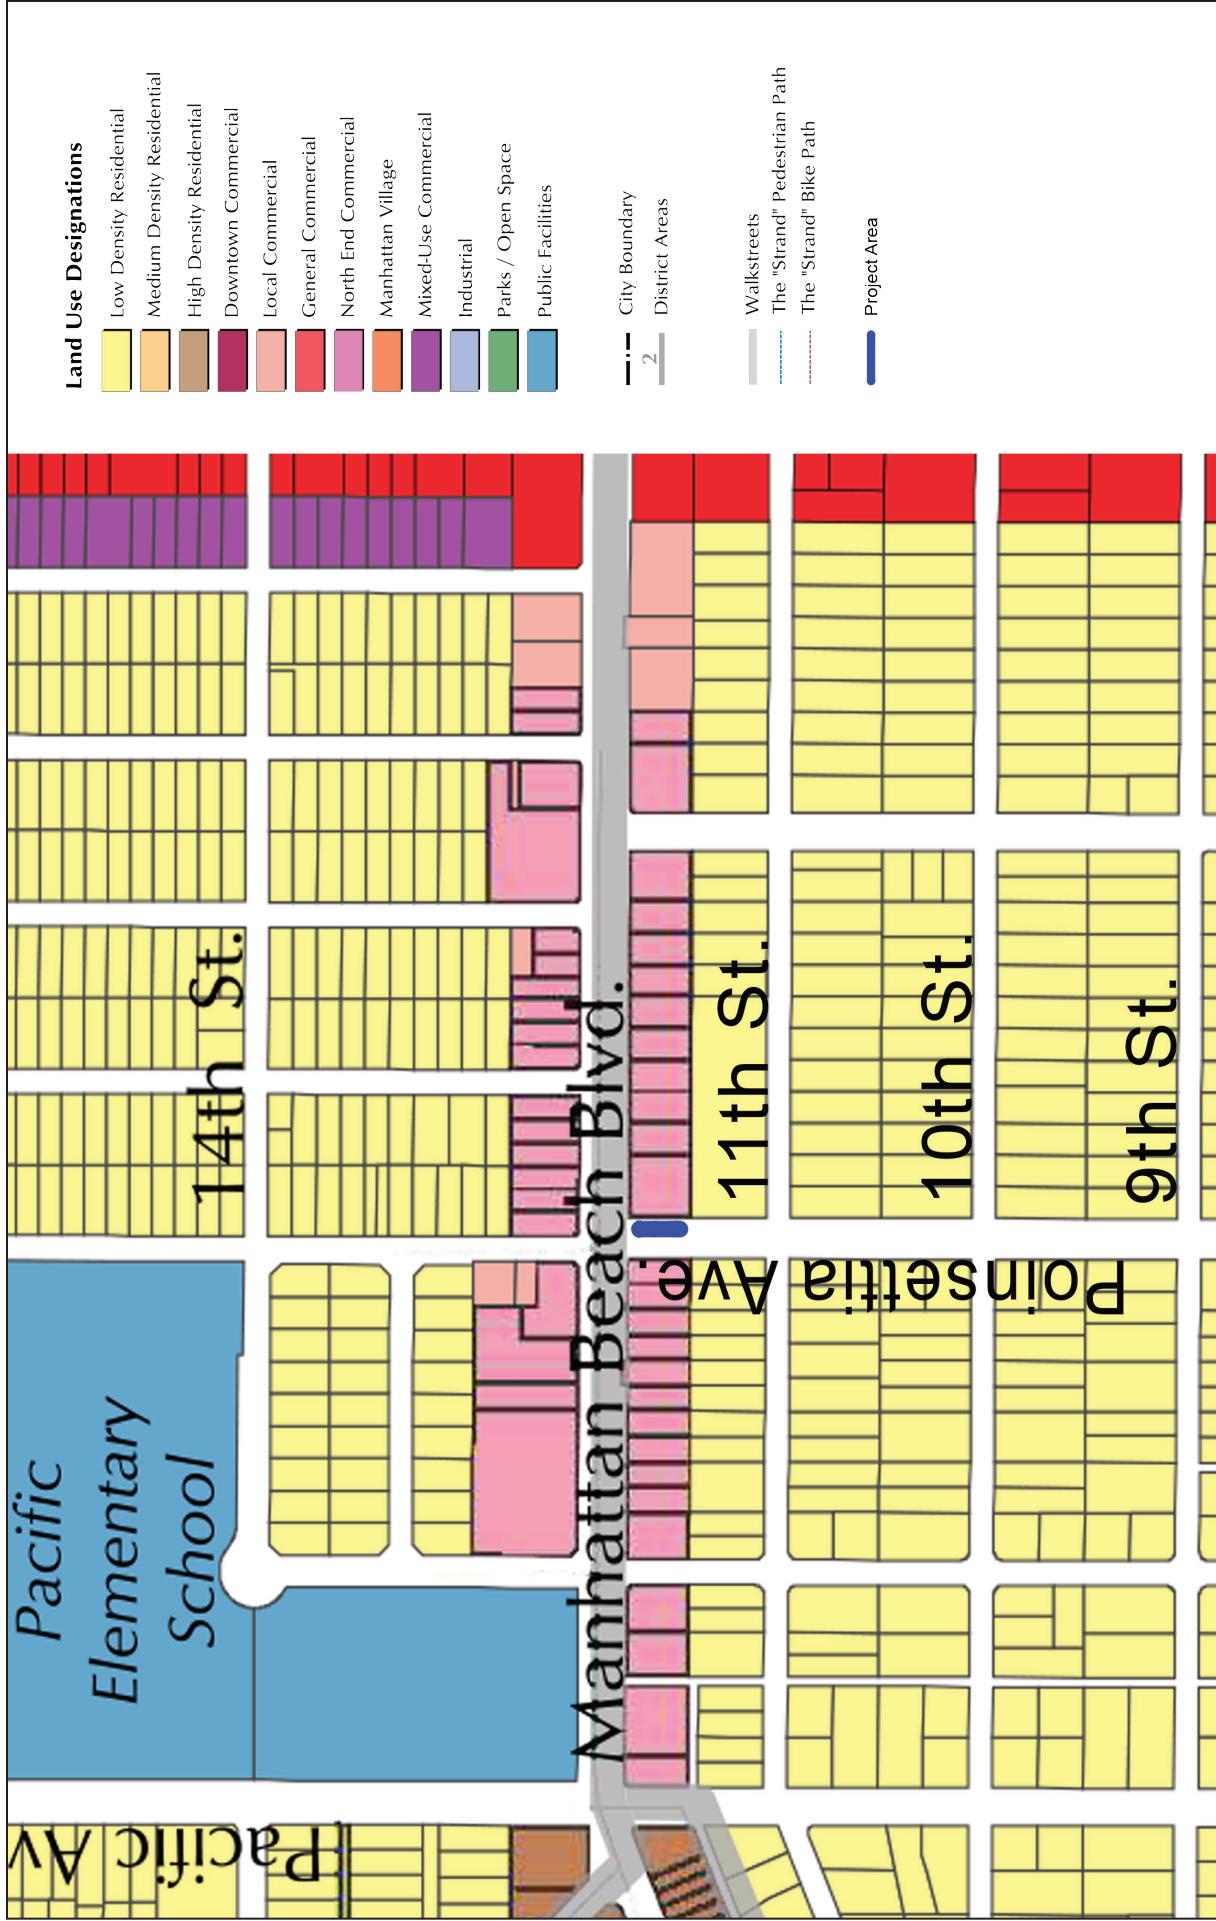 Land Use Designations
Low Density Residential
Medium Density Residential
High Density Residential
Downtown Commercial
Local Commercial
General Commercial
North End Commercial
Manhattan Village
Mixed-Use Commercial
Industrial
Parks / Open Space
Public Facilities
City Boundary
2
District Areas
Walkstreets
The "Strand" Pedestrian Path
The "Strand" Bike Path
Project Area
Pacific
Elementary
School
14th St.
Manhattan Beach Blvd.
11th St.
10th St.
9th St.
Poinsettia Ave.
Pacific Av